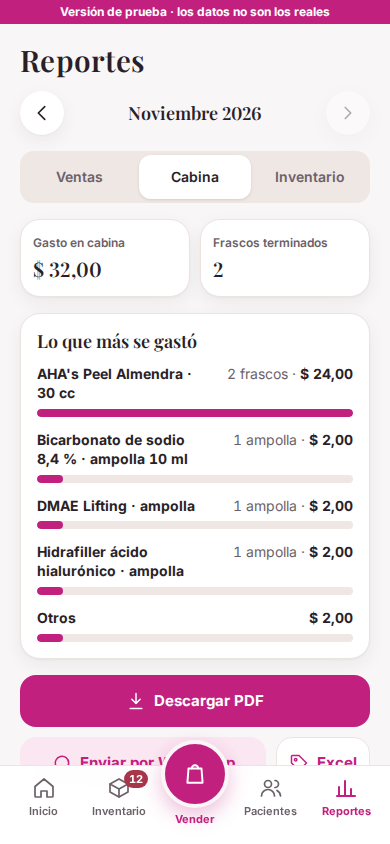 Versión de prueba · los datos no son los reales
Reportes
Noviembre 2026
Ventas
Cabina
Inventario
Gasto en cabina
$ 32,00
Frascos terminados
2
Lo que más se gastó
AHA's Peel Almendra · 2 frascos · $ 24,00
30 cc
Bicarbonato de sodio 1 ampolla · $ 2,00
8,4 % · ampolla 10 ml
DMAE Lifting · ampolla 1 ampolla · $ 2,00
Hidrafiller ácido 1 ampolla · $ 2,00
hialurónico · ampolla
Otros $ 2,00
Descargar PDF
Enviar por
Excel
12
Inicio
Inventario
Vender
Pacientes
Reportes